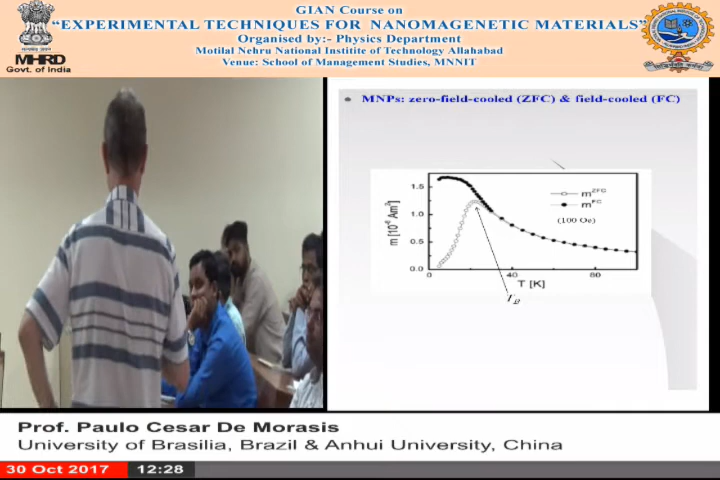 GIAN Course on
“EXPERIMENTAL TECHNIQUES FOR NANOMAGENETIC MATERIALS”
Organised by:- Physics Department
Motilal Nehru National Institite of Technology Allahabad
Venue: School of Management Studies, MNNIT
MHRD
Govt. of India
• MNPs: zero-field-cooled (ZFC) & field-cooled (FC)
m [10⁻⁶ Am²]
1.5
1.0
0.5
0.0
m^ZFC
m^FC
(100 Oe)
40
80
T [K]
T_B
Prof. Paulo Cesar De Morasis
University of Brasilia, Brazil & Anhui University, China
30 Oct 2017 12:28